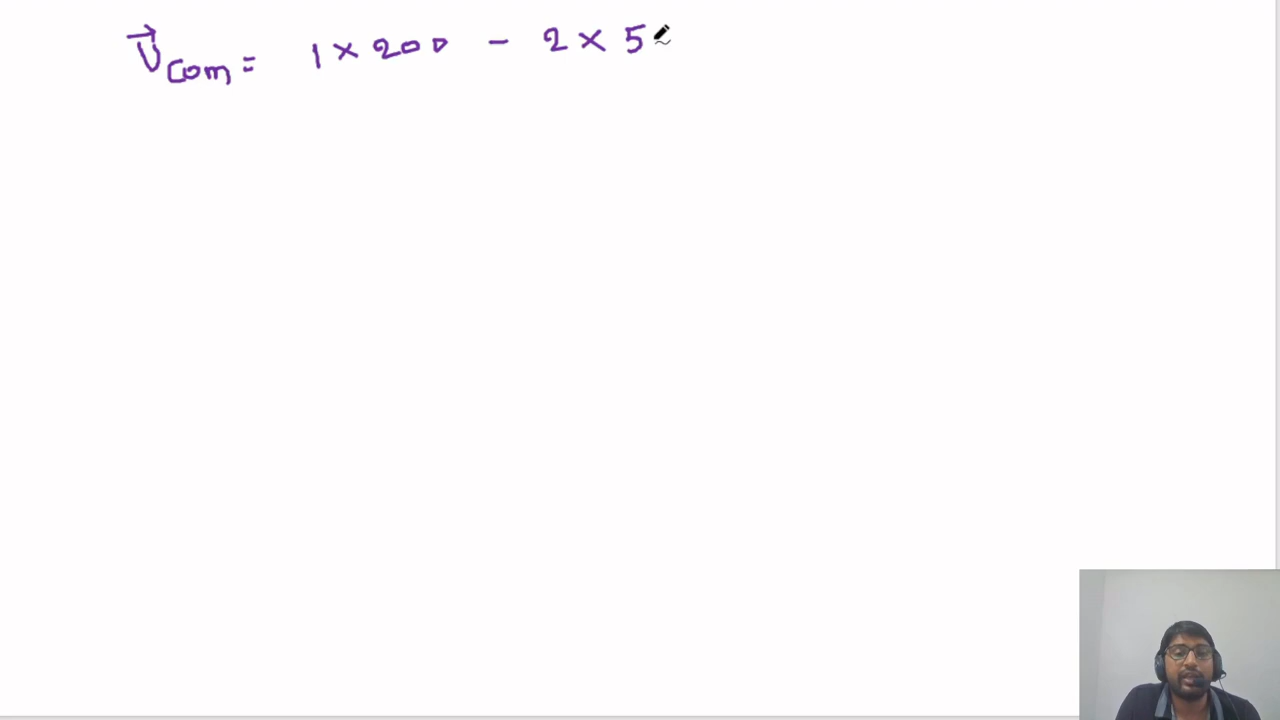 V⃗com = 1 × 200 - 2 × 5